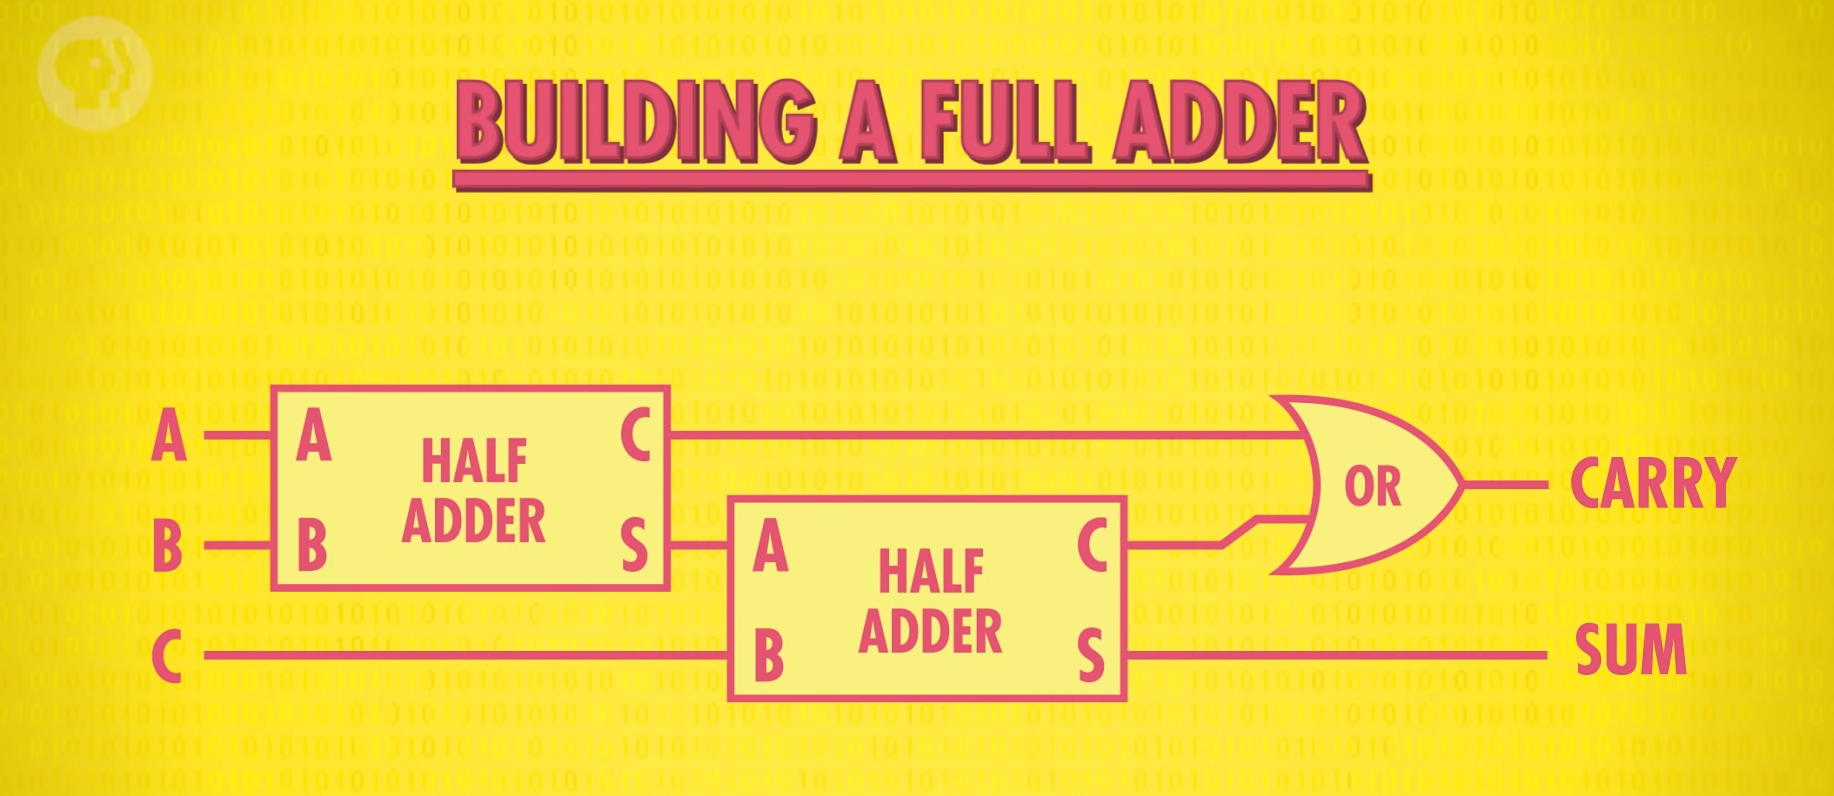 BUILDING A FULL ADDER
A A HALF ADDER C
B B S
A HALF ADDER C
C B S
OR
CARRY
SUM